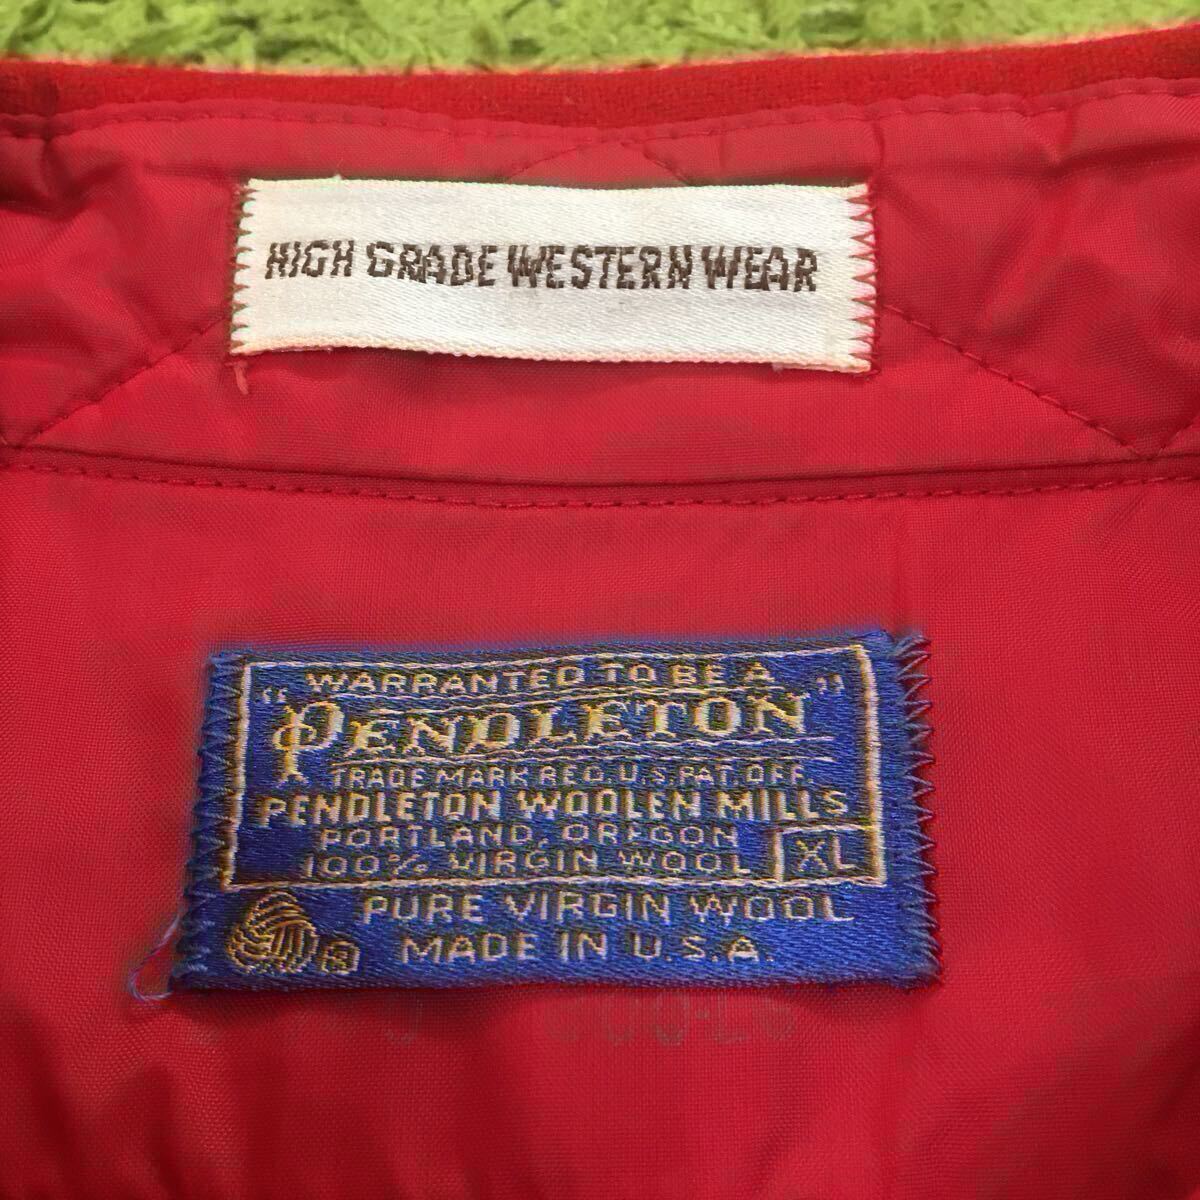 HIGH GRADE WESTERN WEAR
WARRANTED TO BE A
"PENDLETON"
TRADE MARK REG. U.S. PAT. OFF.
PENDLETON WOOLEN MILLS
PORTLAND, OREGON
100% VIRGIN WOOL XL
PURE VIRGIN WOOL
® MADE IN U.S.A.